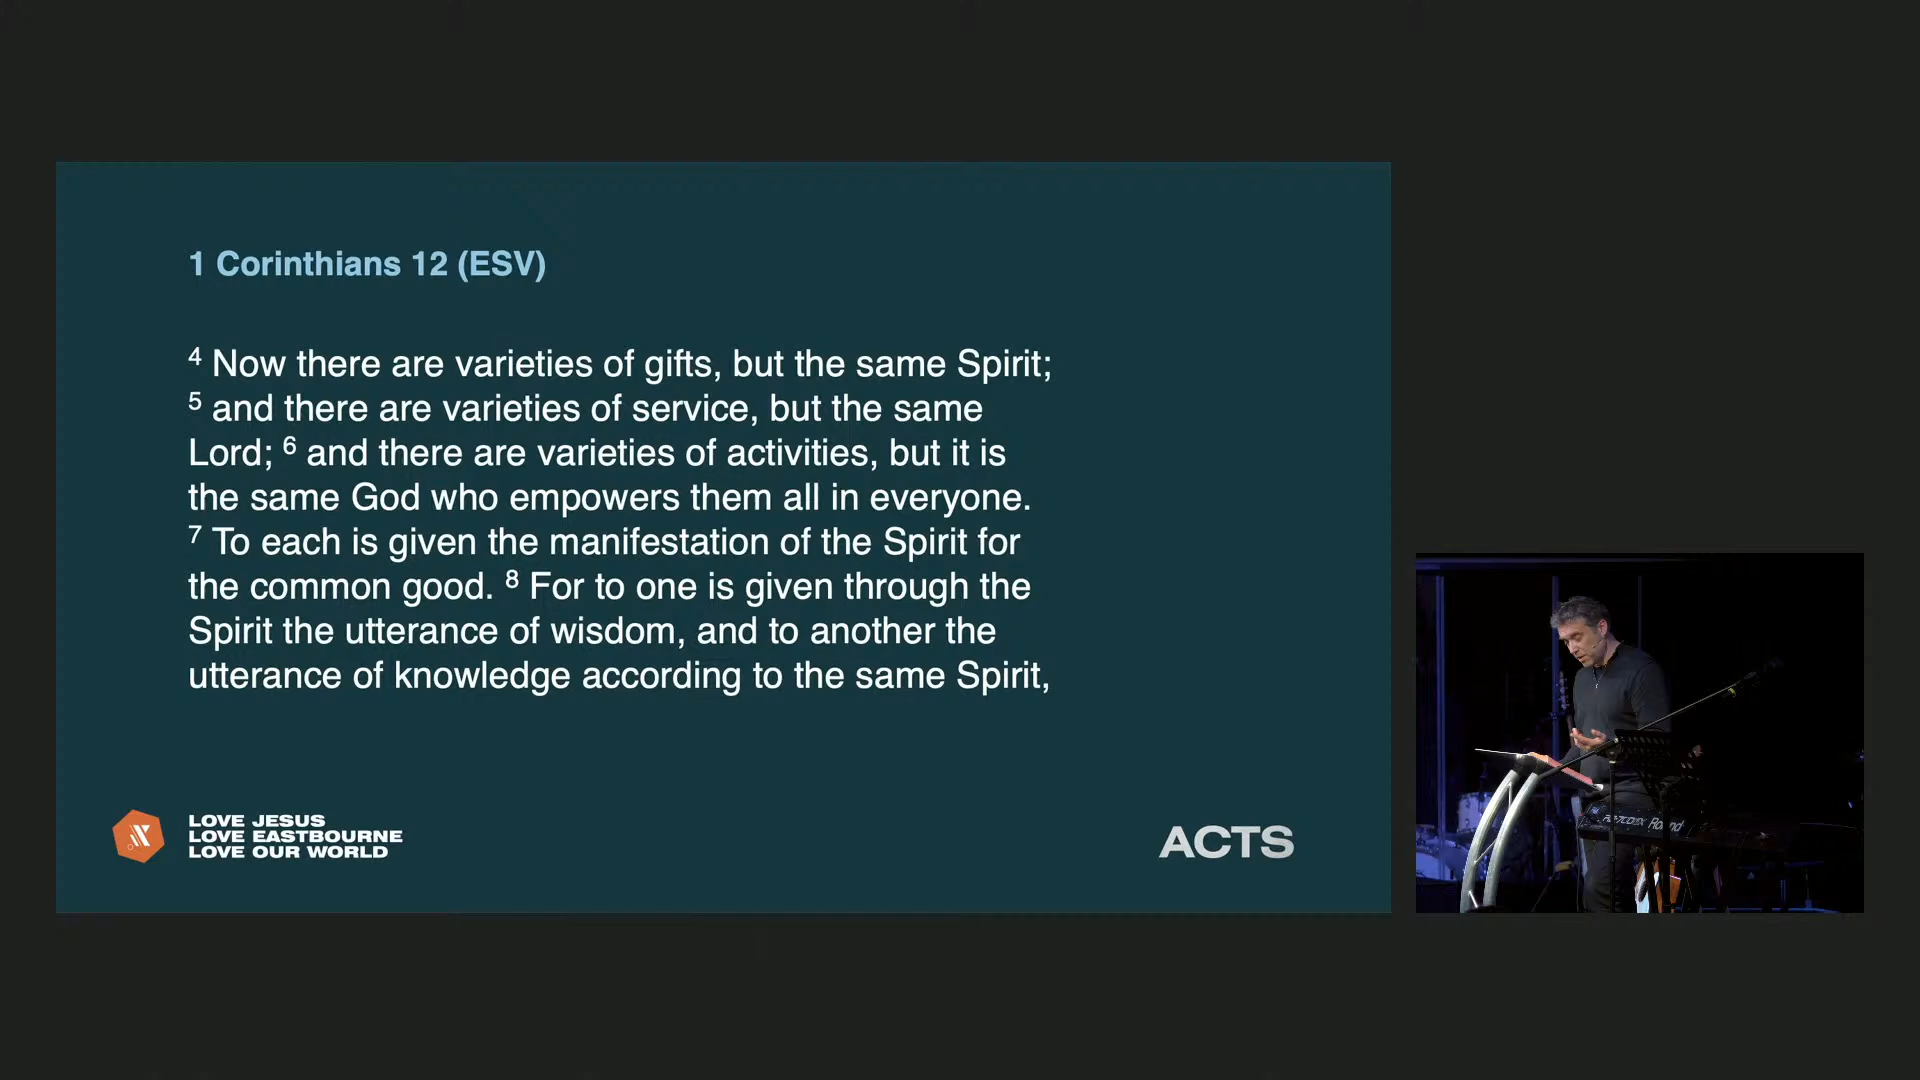 1 Corinthians 12 (ESV)
4 Now there are varieties of gifts, but the same Spirit;
5 and there are varieties of service, but the same
Lord; 6 and there are varieties of activities, but it is
the same God who empowers them all in everyone.
7 To each is given the manifestation of the Spirit for
the common good. 8 For to one is given through the
Spirit the utterance of wisdom, and to another the
utterance of knowledge according to the same Spirit,
LOVE JESUS
LOVE EASTBOURNE
LOVE OUR WORLD
ACTS
Roland